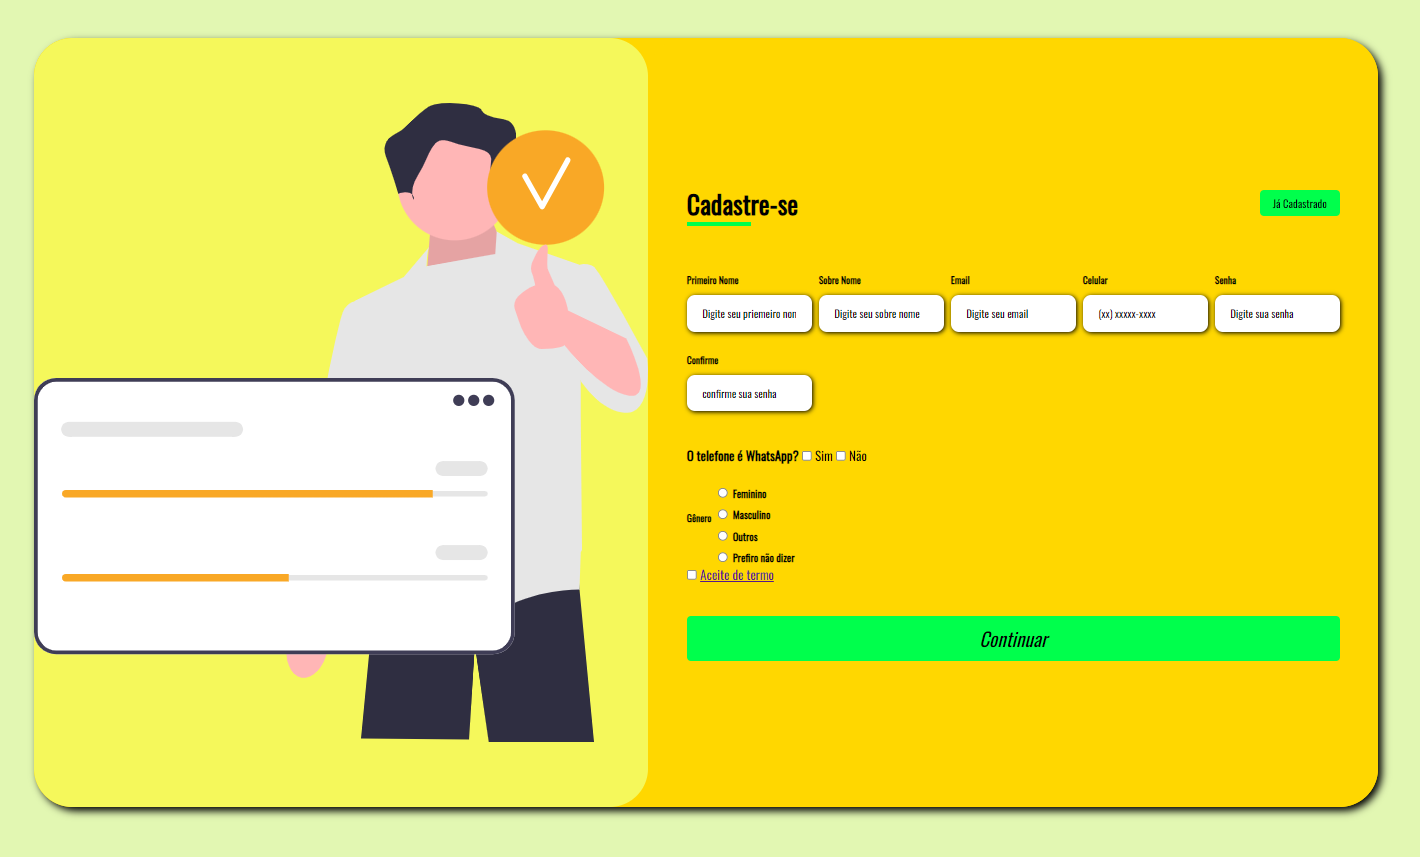 Cadastre-se
Já Cadastrado
Primeiro Nome Sobre Nome Email Celular Senha
Digite seu priemeiro non Digite seu sobre nome Digite seu email (xx) xxxxx-xxxx Digite sua senha
Confirme
confirme sua senha
O telefone é WhatsApp? Sim Não
Feminino
Masculino
Gênero
Outros
Prefiro não dizer
Aceite de termo
Continuar